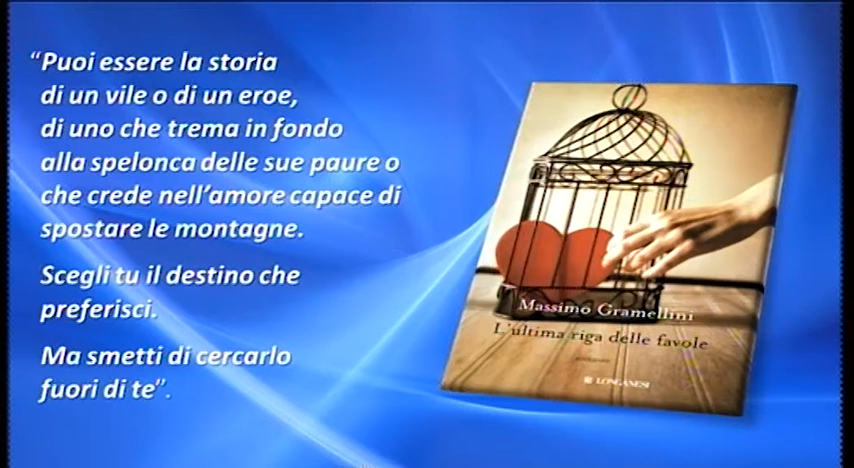 “Puoi essere la storia
di un vile o di un eroe,
di uno che trema in fondo
alla spelonca delle sue paure o
che crede nell’amore capace di
spostare le montagne.
Scegli tu il destino che
preferisci.
Ma smetti di cercarlo
fuori di te”.
Massimo Gramellini
L'ultima riga delle favole
romanzo
LONGANESI